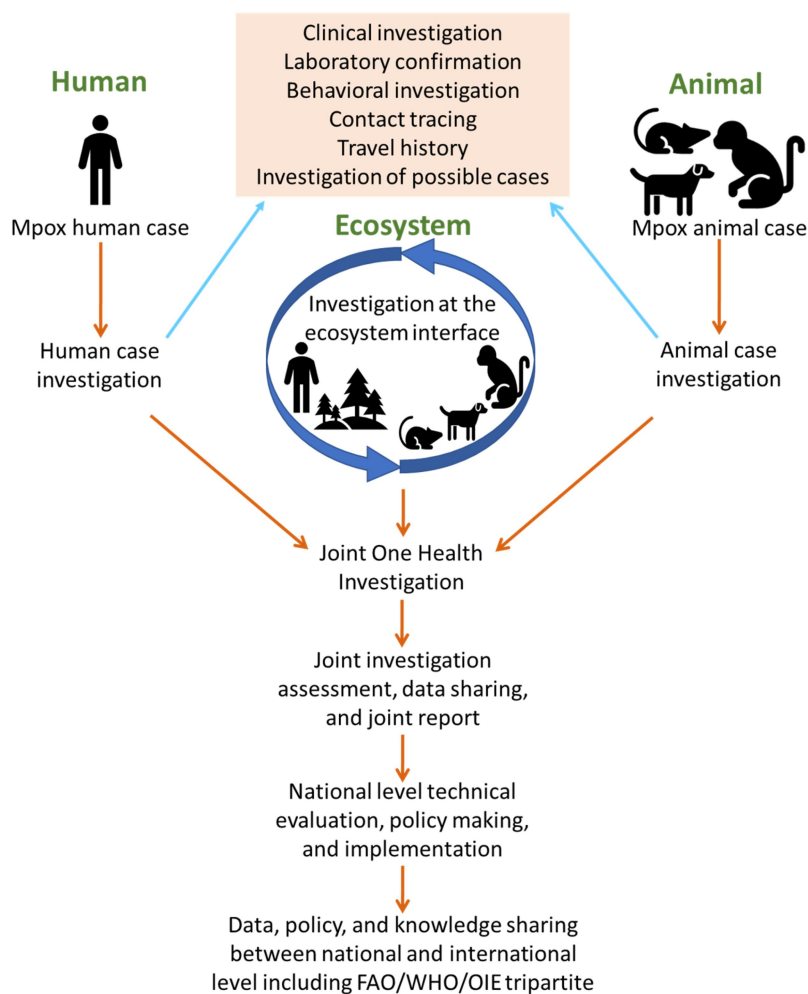 Clinical investigation
Laboratory confirmation
Behavioral investigation
Contact tracing
Travel history
Investigation of possible cases
Human
Mpox human case
Human case
investigation
Ecosystem
Investigation at the
ecosystem interface
Animal
Mpox animal case
Animal case
investigation
Joint One Health
Investigation
Joint investigation
assessment, data sharing,
and joint report
National level technical
evaluation, policy making,
and implementation
Data, policy, and knowledge sharing
between national and international
level including FAO/WHO/OIE tripartite